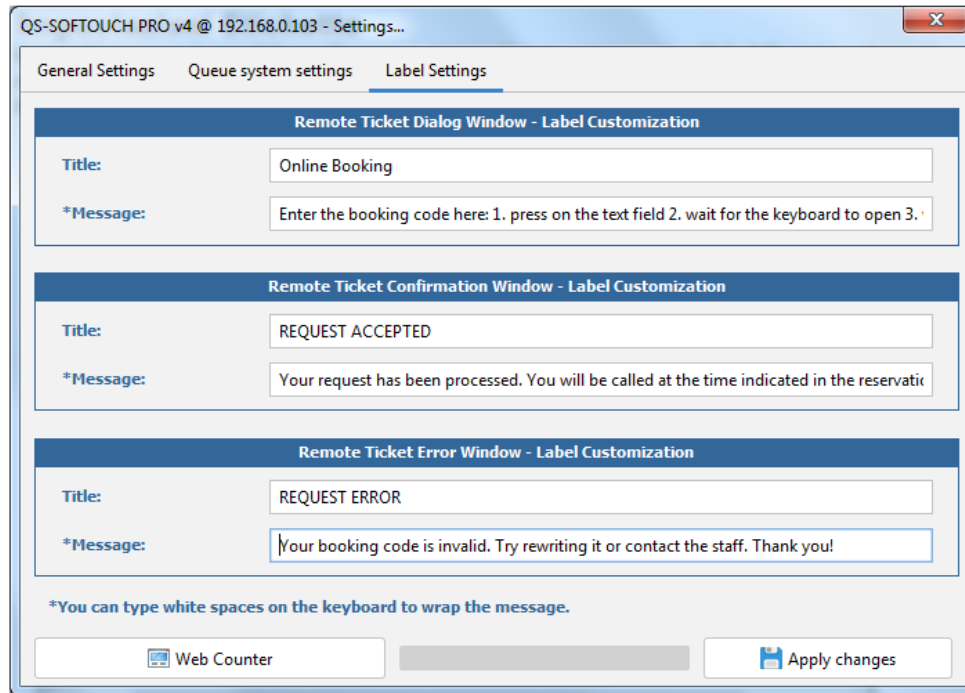 QS-SOFTOUCH PRO v4 @ 192.168.0.103 - Settings...
General Settings Queue system settings Label Settings
Remote Ticket Dialog Window - Label Customization
Title: Online Booking
*Message: Enter the booking code here: 1. press on the text field 2. wait for the keyboard to open 3.
Remote Ticket Confirmation Window - Label Customization
Title: REQUEST ACCEPTED
*Message: Your request has been processed. You will be called at the time indicated in the
Remote Ticket Error Window - Label Customization
Title: REQUEST ERROR
*Message: Your booking code is invalid. Try rewriting it or contact the staff. Thank you!
*You can type white spaces on the keyboard to wrap the message.
Web Counter Apply changes